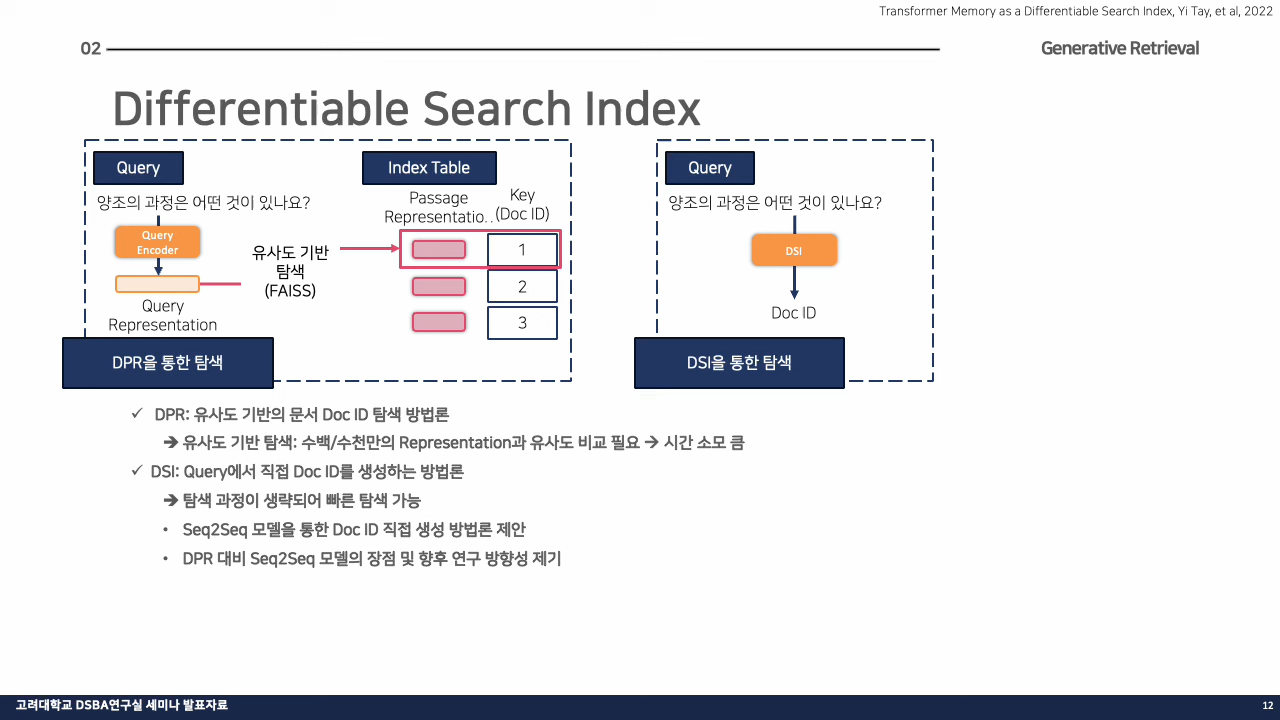 Transformer Memory as a Differentiable Search Index, Yi Tay, et al, 2022
02
Generative Retrieval
Differentiable Search Index
Query
양조의 과정은 어떤 것이 있나요?
Query
Encoder
Query
Representation
유사도 기반
탐색
(FAISS)
Index Table
Passage
Representatio..
Key
(Doc ID)
1
2
3
DPR을 통한 탐색
Query
양조의 과정은 어떤 것이 있나요?
DSI
Doc ID
DSI을 통한 탐색
✓ DPR: 유사도 기반의 문서 Doc ID 탐색 방법론
➔ 유사도 기반 탐색: 수백/수천만의 Representation과 유사도 비교 필요 → 시간 소모 큼
✓ DSI: Query에서 직접 Doc ID를 생성하는 방법론
➔ 탐색 과정이 생략되어 빠른 탐색 가능
• Seq2Seq 모델을 통한 Doc ID 직접 생성 방법론 제안
• DPR 대비 Seq2Seq 모델의 장점 및 향후 연구 방향성 제기
고려대학교 DSBA연구실 세미나 발표자료
12